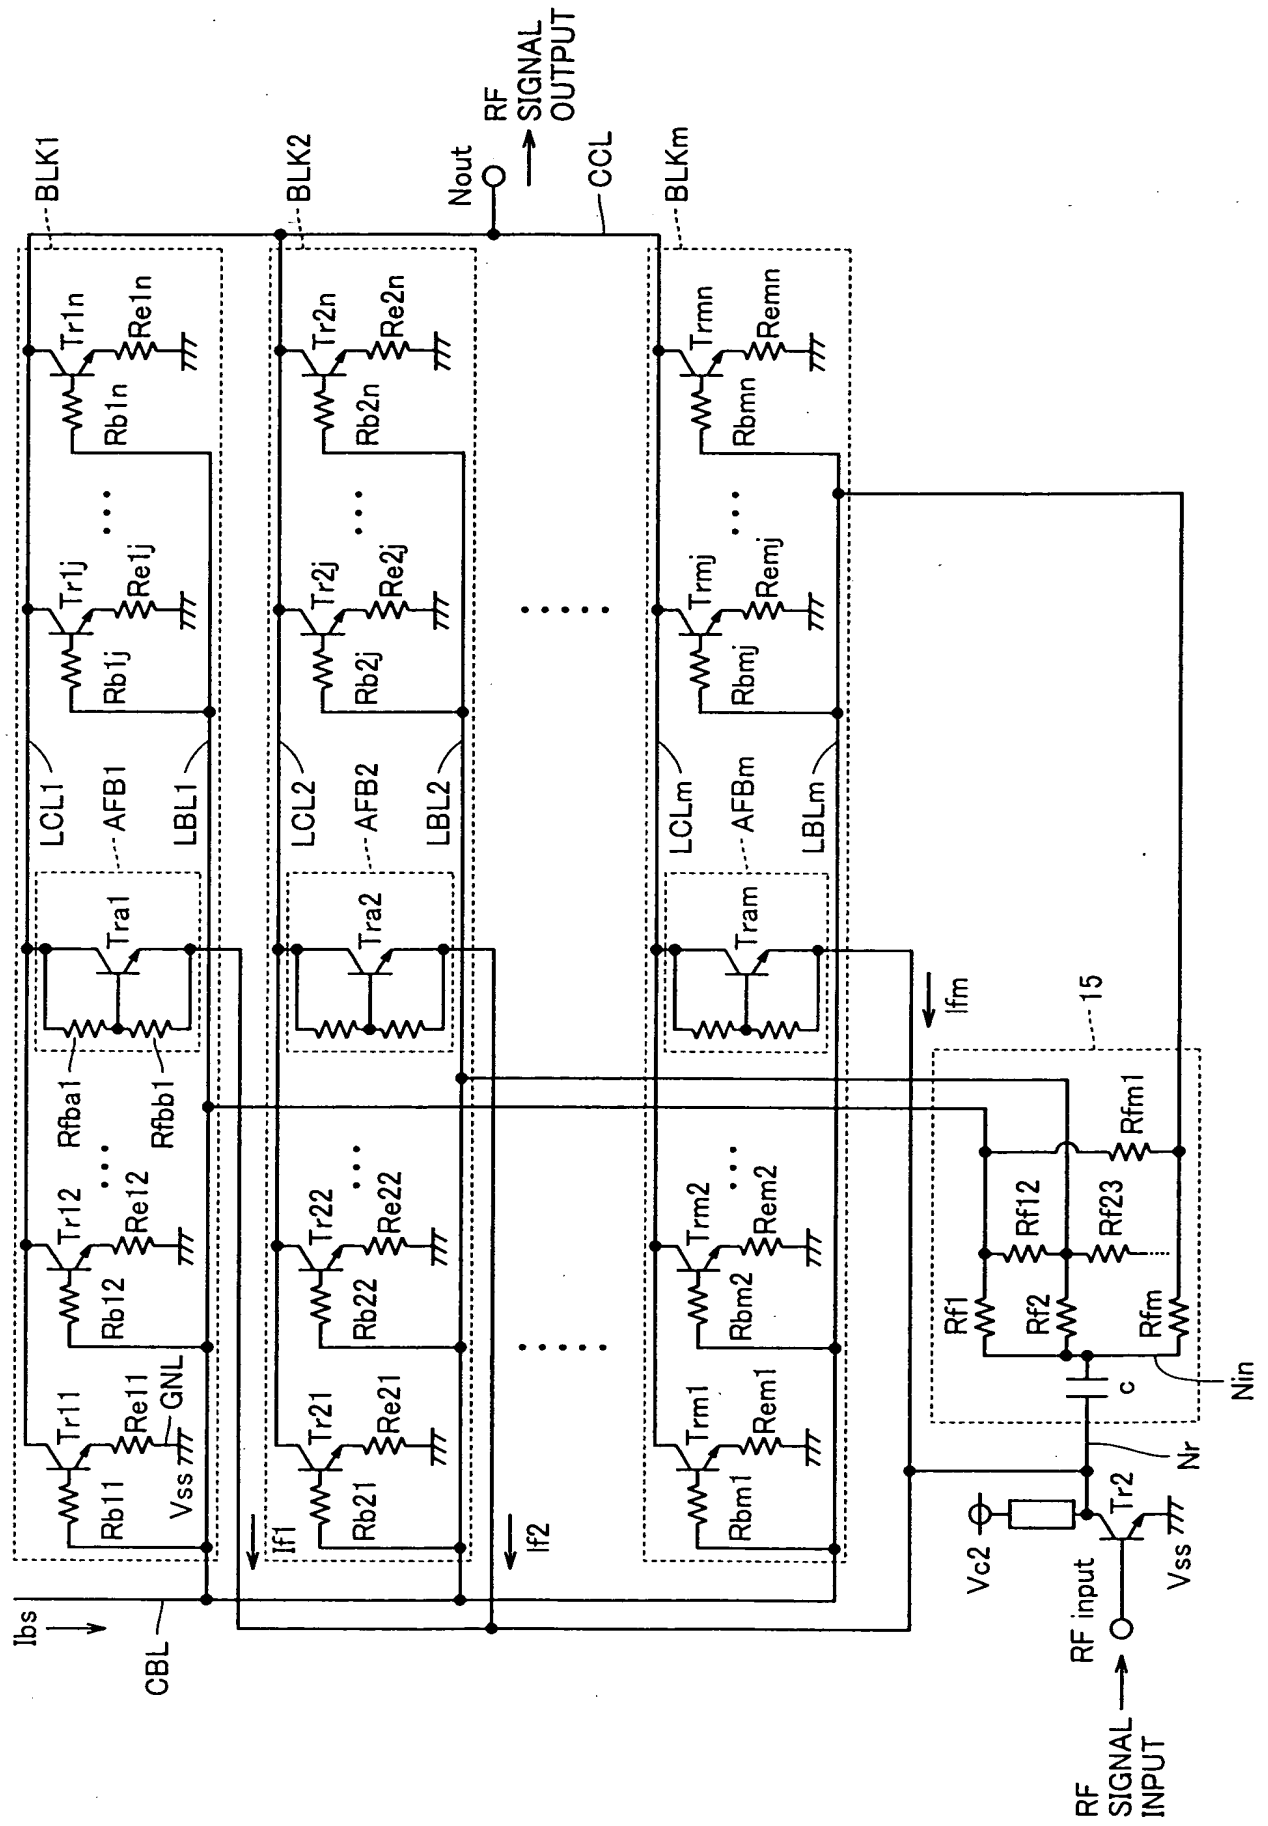 BLK1
BLK2
Nout
RF
SIGNAL
OUTPUT
CCL
BLKm
Tr1n
Re1n
Rb1n
Tr2n
Re2n
Rb2n
Trmn
Remn
Rbmn
Tr1j
Re1j
Rb1j
Tr2j
Re2j
Rb2j
Trmj
Remj
Rbmj
LCL1
AFB1
LBL1
LCL2
AFB2
LBL2
LCLm
AFBm
LBLm
Tra1
Tra2
Tram
Rfba1
Rfbb1
Ifm
15
Tr12
Re12
Rb12
Tr22
Re22
Rb22
Trm2
Rem2
Rbm2
Rfm1
Rf12
Rf23
Rf1
Rf2
Rfm
Tr11
Re11
GNL
Rb11
Vss
Tr21
Re21
Rb21
Trm1
Rem1
Rbm1
c
Nin
Nr
Tr2
If1
If2
Vc2
Vss
Ibs
CBL
RF input
RF
SIGNAL
INPUT